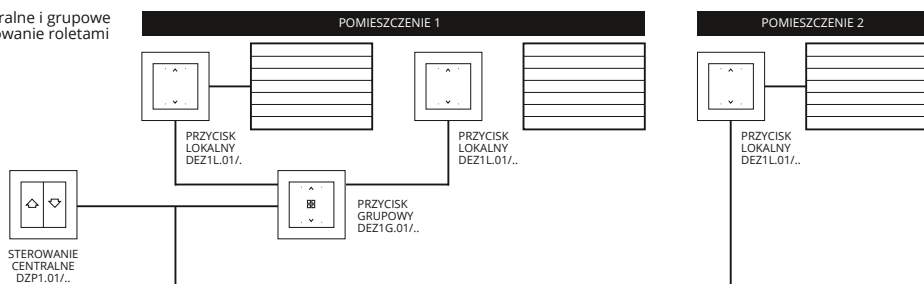 ralne i grupowe
owanie roletami
POMIESZCZENIE 1
POMIESZCZENIE 2
PRZYCISK
LOKALNY
DEZ1L.01/.
PRZYCISK
LOKALNY
DEZ1L.01/..
PRZYCISK
LOKALNY
DEZ1L.01/..
PRZYCISK
GRUPOWY
DEZ1G.01/..
STEROWANIE
CENTRALNE
DZP1.01/..